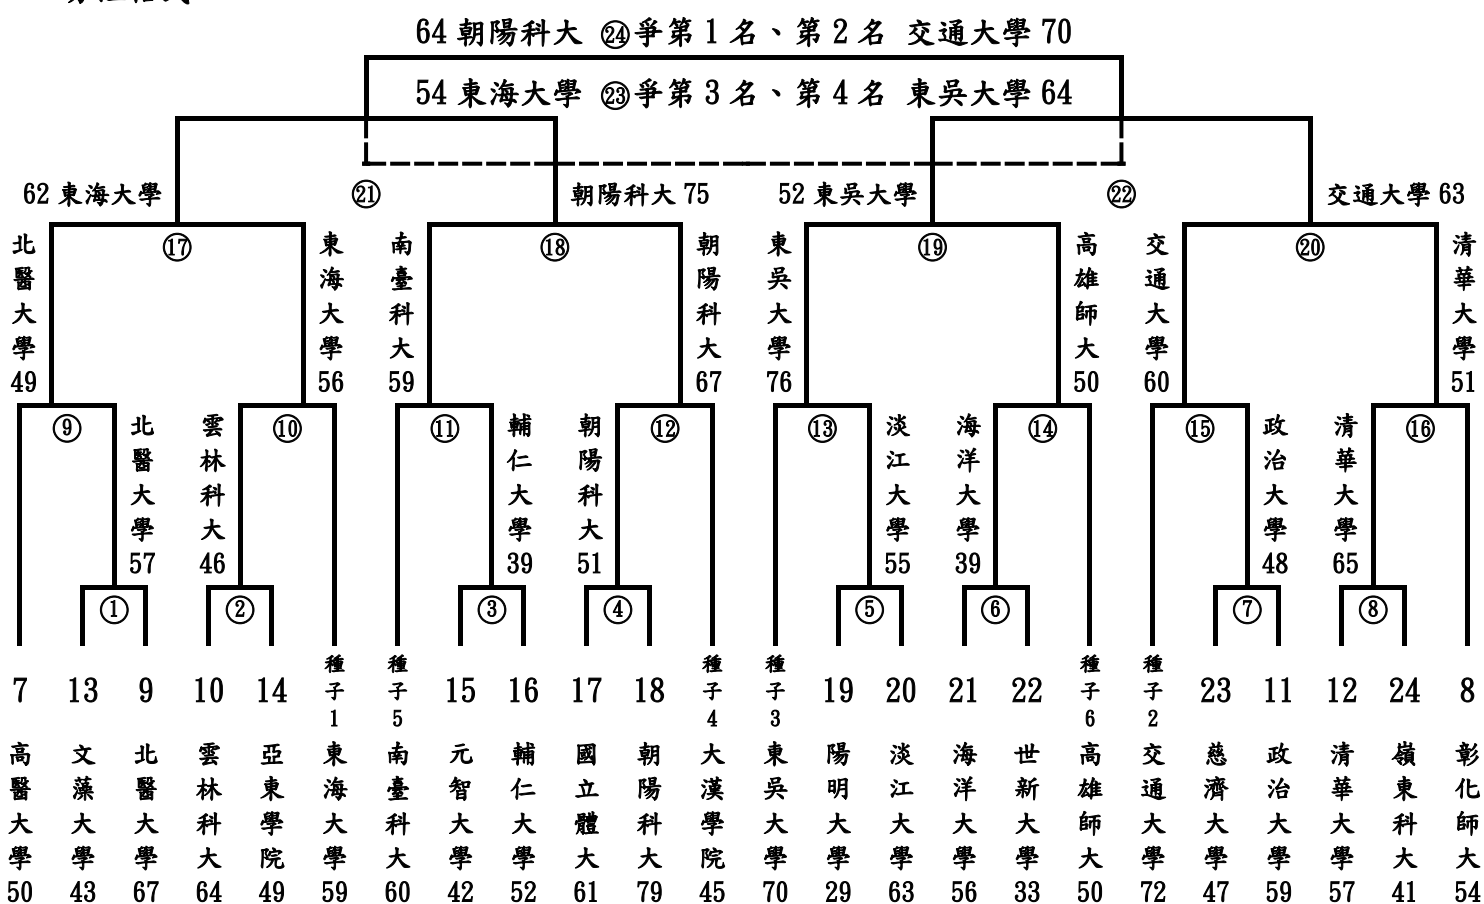 64 朝陽科大 ㉔爭第 1 名、第 2 名 交通大學 70
54 東海大學 ㉓爭第 3 名、第 4 名 東吳大學 64
62 東海大學 ㉑ 朝陽科大 75 52 東吳大學 ㉒ 交通大學 63
北醫大學 49
⑰
東海大學 56
南臺科大 59
⑱
朝陽科大 67
東吳大學 76
⑲
高雄師大 50
交通大學 60
⑳
清華大學 51
⑨
北醫大學 57
雲林科大 46
⑩
⑪
輔仁大學 39
朝陽科大 51
⑫
⑬
淡江大學 55
海洋大學 39
⑭
⑮
政治大學 48
清華大學 65
⑯
① ② ③ ④ ⑤ ⑥ ⑦ ⑧
7 高醫大學 50
13 文藻大學 43
9 北醫大學 67
10 雲林科大 64
14 亞東學院 49
種子1 東海大學 59
種子5 南臺科大 60
15 元智大學 42
16 輔仁大學 52
17 國立體大 61
18 朝陽科大 79
種子4 大漢學院 45
種子3 東吳大學 70
19 陽明大學 29
20 淡江大學 63
21 海洋大學 56
22 世新大學 33
種子6 高雄師大 50
種子2 交通大學 72
23 慈濟大學 47
11 政治大學 59
12 清華大學 57
24 嶺東科大 41
8 彰化師大 54